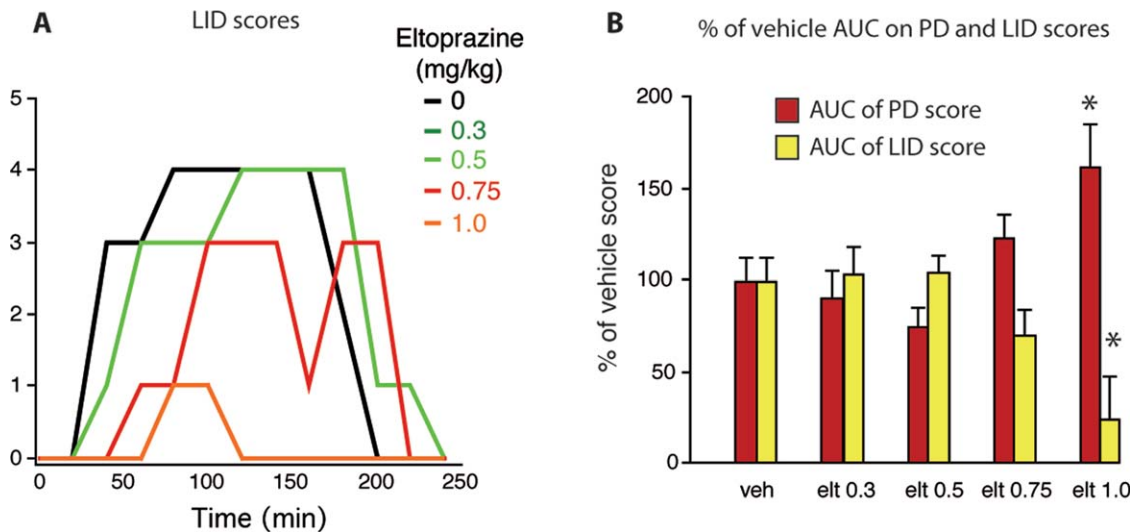 A
LID scores
Eltoprazine
(mg/kg)
0
0.3
0.5
0.75
1.0
5
4
3
2
1
0
0
50
100
150
200
250
Time (min)
B
% of vehicle AUC on PD and LID scores
AUC of PD score
AUC of LID score
% of vehicle score
200
150
100
50
0
*
*
veh
elt 0.3
elt 0.5
elt 0.75
elt 1.0